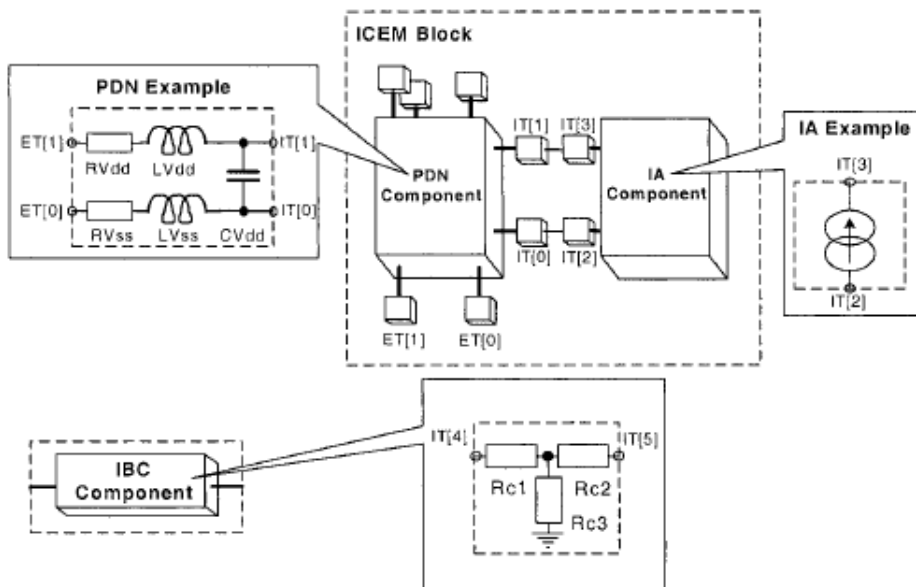 ICEM Block
PDN Example
ET[1]
RVdd
LVdd
IT[1]
ET[0]
RVss
LVss
CVdd
IT[0]
PDN
Component
IT[1]
IT[3]
IT[0]
IT[2]
IA
Component
ET[1]
ET[0]
IA Example
IT[3]
IT[2]
IBC
Component
IT[4]
IT[5]
Rc1
Rc2
Rc3